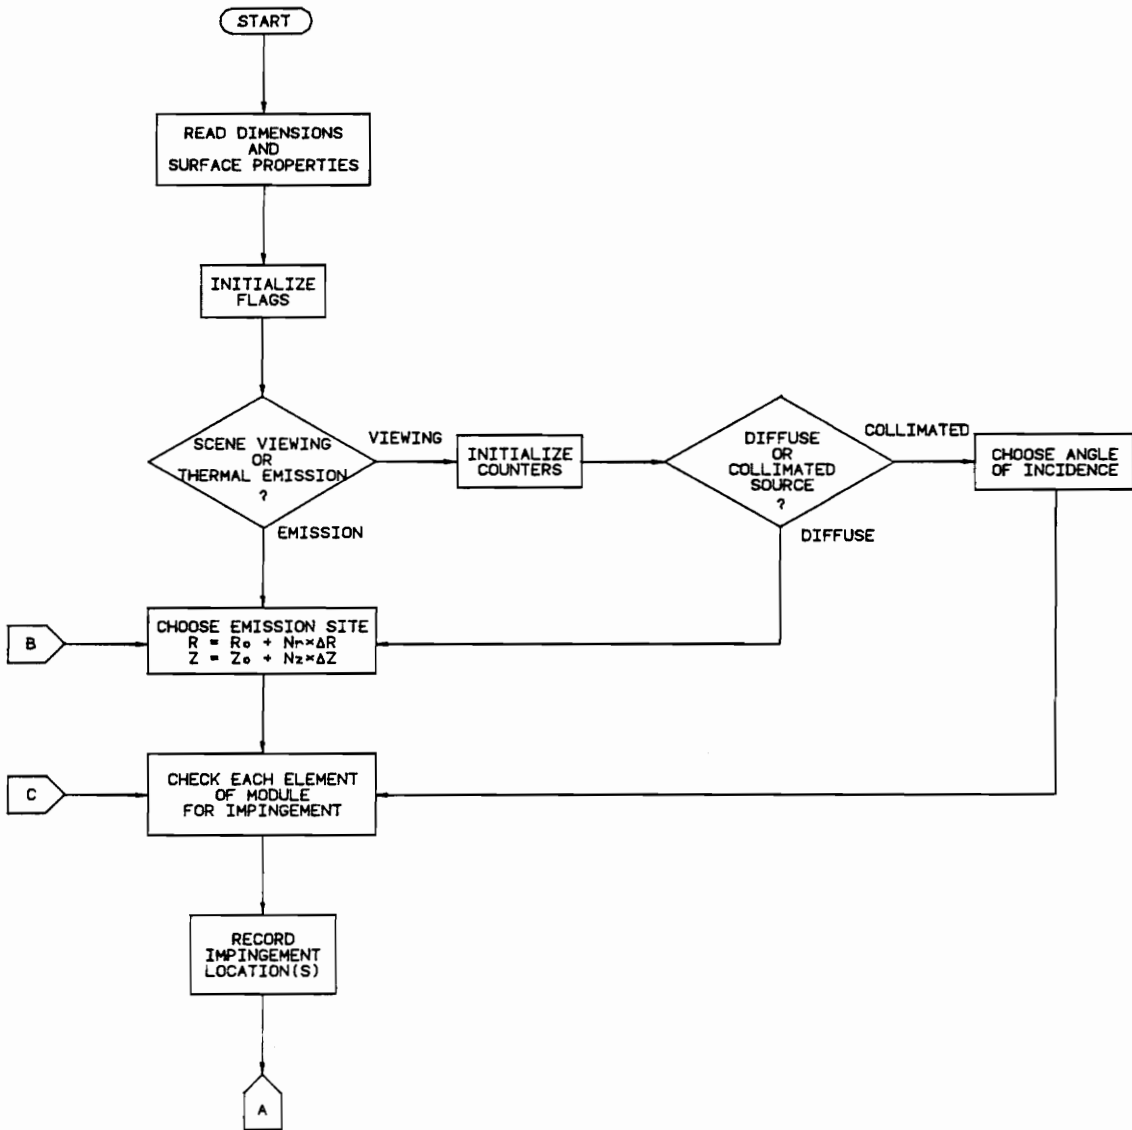 START
READ DIMENSIONS
AND
SURFACE PROPERTIES
INITIALIZE
FLAGS
SCENE VIEWING
OR
THERMAL EMISSION
?
VIEWING
INITIALIZE
COUNTERS
DIFFUSE
OR
COLLIMATED
SOURCE
?
COLLIMATED
CHOOSE ANGLE
OF INCIDENCE
EMISSION
DIFFUSE
B
CHOOSE EMISSION SITE
R = Ro + Nr×ΔR
Z = Zo + Nz×ΔZ
C
CHECK EACH ELEMENT
OF MODULE
FOR IMPINGEMENT
RECORD
IMPINGEMENT
LOCATION(S)
A